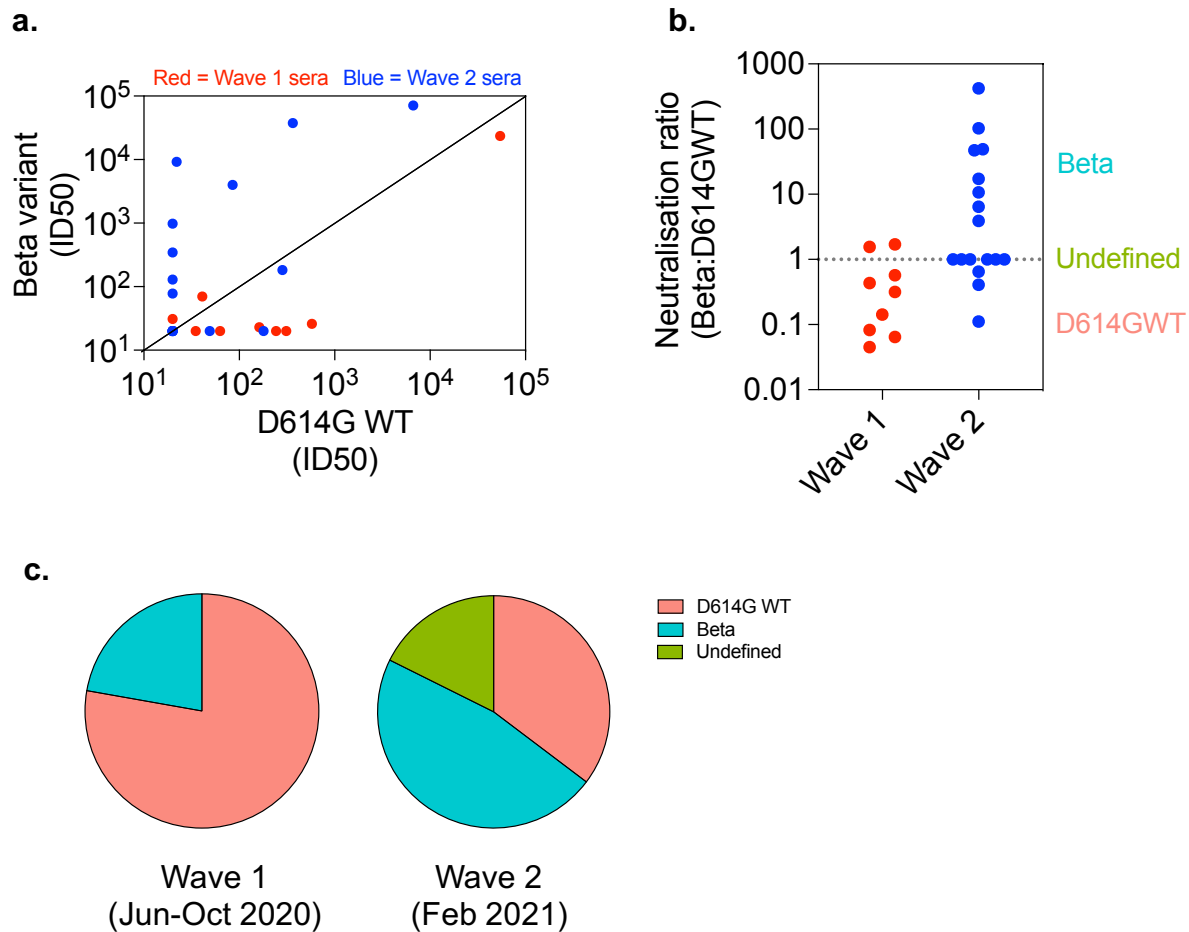 a.
Red = Wave 1 sera Blue = Wave 2 sera
Beta variant
(ID50)
10^5
10^4
10^3
10^2
10^1
10^1 10^2 10^3 10^4 10^5
D614G WT
(ID50)
b.
Neutralisation ratio
(Beta:D614GWT)
1000
100
10
1
0.1
0.01
Wave 1
Wave 2
Beta
Undefined
D614GWT
c.
D614G WT
Beta
Undefined
Wave 1
(Jun-Oct 2020)
Wave 2
(Feb 2021)